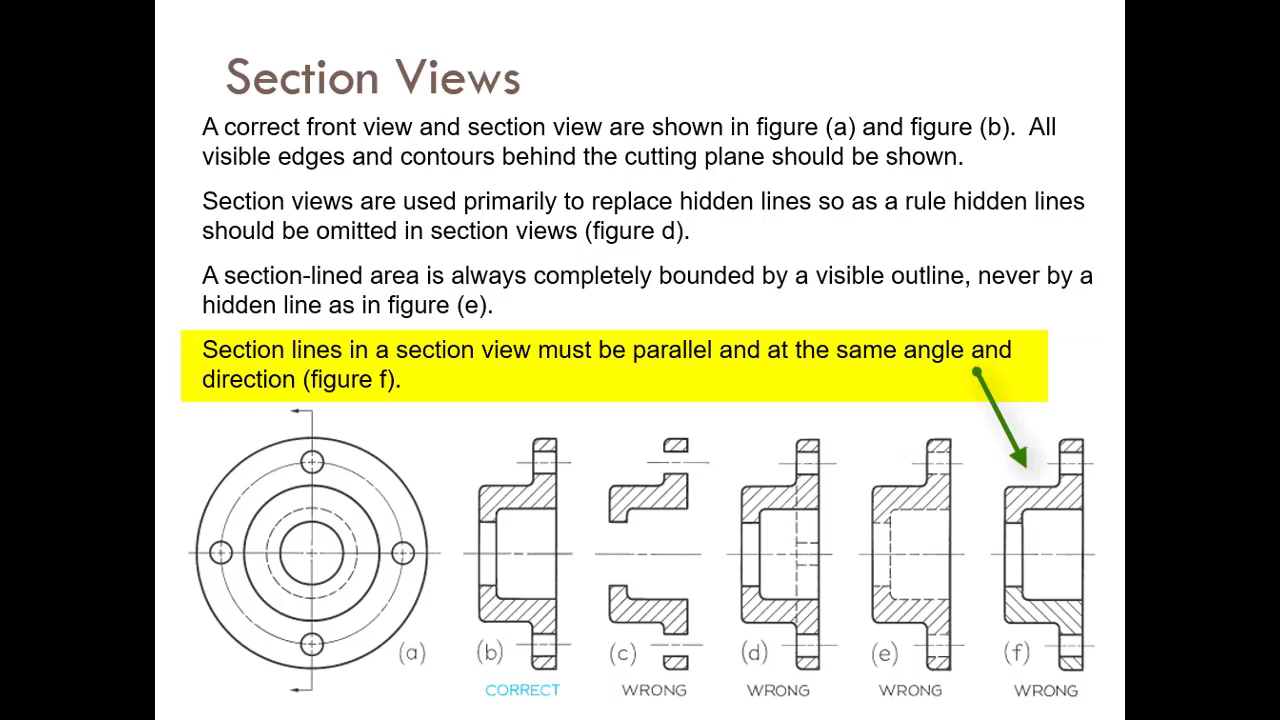 Section Views
A correct front view and section view are shown in figure (a) and figure (b).  All
visible edges and contours behind the cutting plane should be shown.
Section views are used primarily to replace hidden lines so as a rule hidden lines
should be omitted in section views (figure d).
A section-lined area is always completely bounded by a visible outline, never by a
hidden line as in figure (e).
Section lines in a section view must be parallel and at the same angle and
direction (figure f).
(a) (b) (c) (d) (e) (f)
CORRECT WRONG WRONG WRONG WRONG